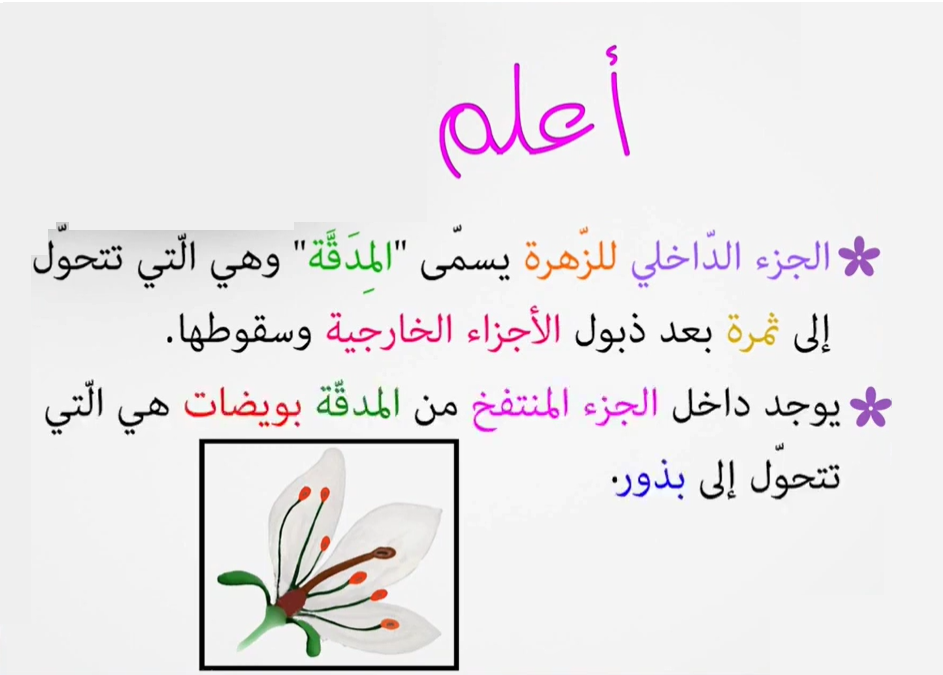 أعلم
الجزء الدّاخلي للزّهرة يسمّى "المِدَقَّة" وهي الّتي تتحوّل
إلى ثمرة بعد ذبول الأجزاء الخارجية وسقوطها.
يوجد داخل الجزء المنتفخ من المدقّة بويضات هي الّتي
تتحوّل إلى بذور.